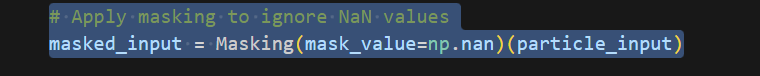 # Apply masking to ignore NaN values
masked_input = Masking(mask_value=np.nan)(particle_input)